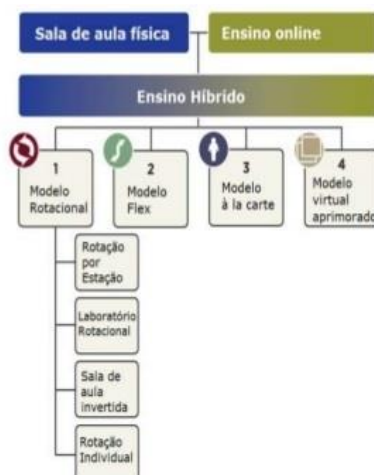 Sala de aula física
Ensino online
Ensino Híbrido
1
Modelo
Rotacional
2
Modelo
Flex
3
Modelo
à la carte
4
Modelo
virtual
aprimorado
Rotação
por
Estação
Laboratório
Rotacional
Sala de
aula
invertida
Rotação
Individual